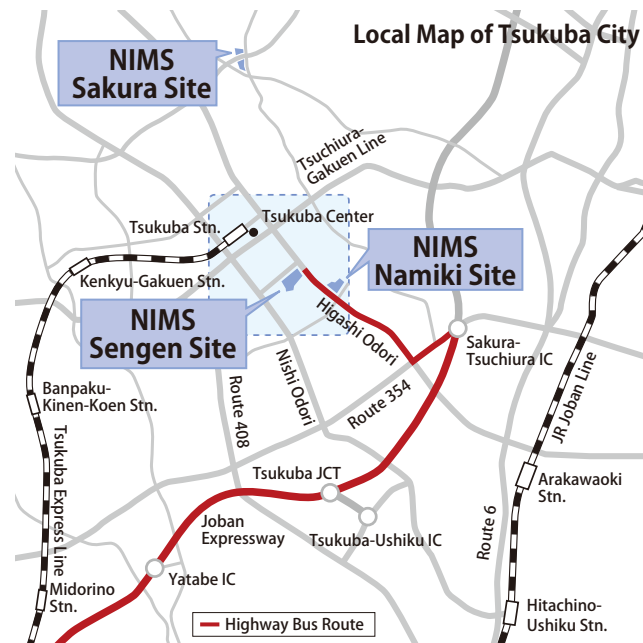 Local Map of Tsukuba City
NIMS
Sakura Site
Tsuchiura-
Gakuen Line
Tsukuba Stn.
Tsukuba Center
Kenkyu-Gakuen Stn.
NIMS
Namiki Site
NIMS
Sengen Site
Higashi Odori
Sakura-
Tsuchiura IC
Nishi Odori
Route 408
Route 354
JR Joban Line
Banpaku-
Kinen-Koen Stn.
Tsukuba Express Line
Tsukuba JCT
Arakawaoki
Stn.
Joban
Expressway
Tsukuba-Ushiku IC
Route 6
Yatabe IC
Midorino
Stn.
Hitachino-
Ushiku Stn.
Highway Bus Route